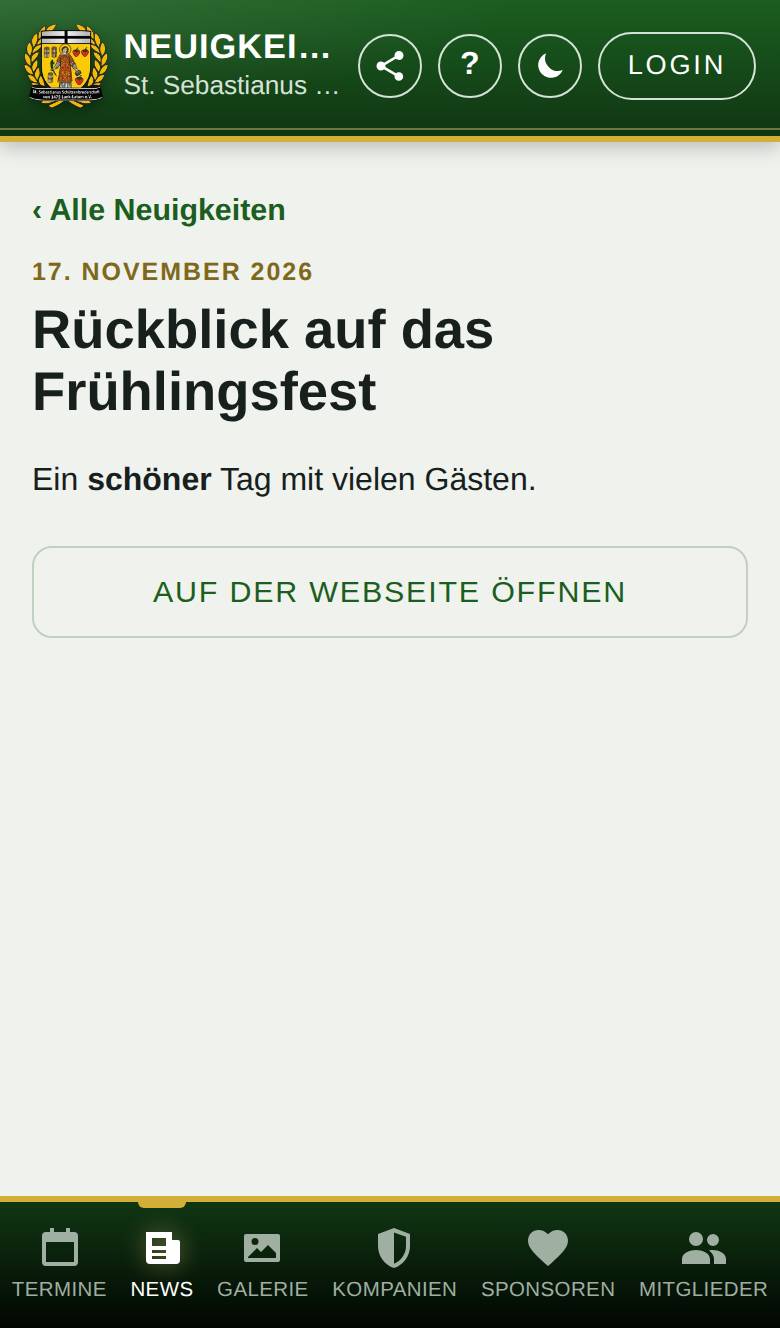 NEUIGKEI...
St. Sebastianus ...
?
LOGIN
‹ Alle Neuigkeiten
17. NOVEMBER 2026
Rückblick auf das
Frühlingsfest
Ein schöner Tag mit vielen Gästen.
AUF DER WEBSEITE ÖFFNEN
TERMINE
NEWS
GALERIE
KOMPANIEN
SPONSOREN
MITGLIEDER